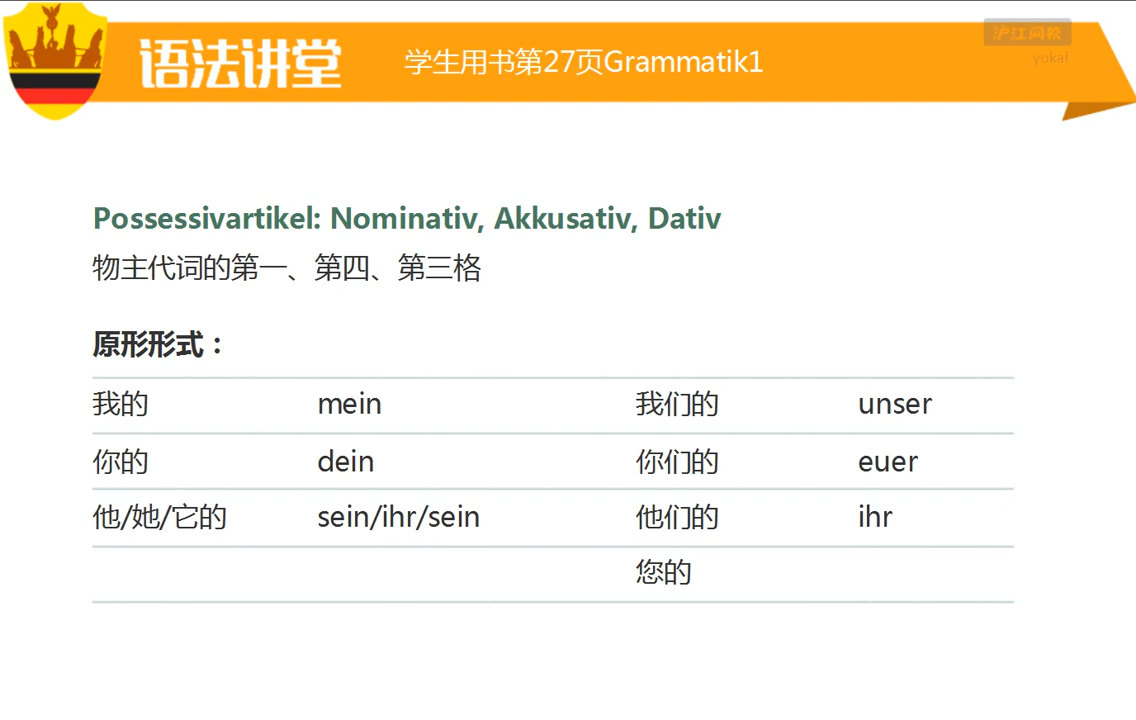 语法讲堂 学生用书第27页Grammatik1
沪江网校
yokaf
Possessivartikel: Nominativ, Akkusativ, Dativ
物主代词的第一、第四、第三格
原形形式：
我的 mein 我们的 unser
你的 dein 你们的 euer
他/她/它的 sein/ihr/sein 他们的 ihr
您的